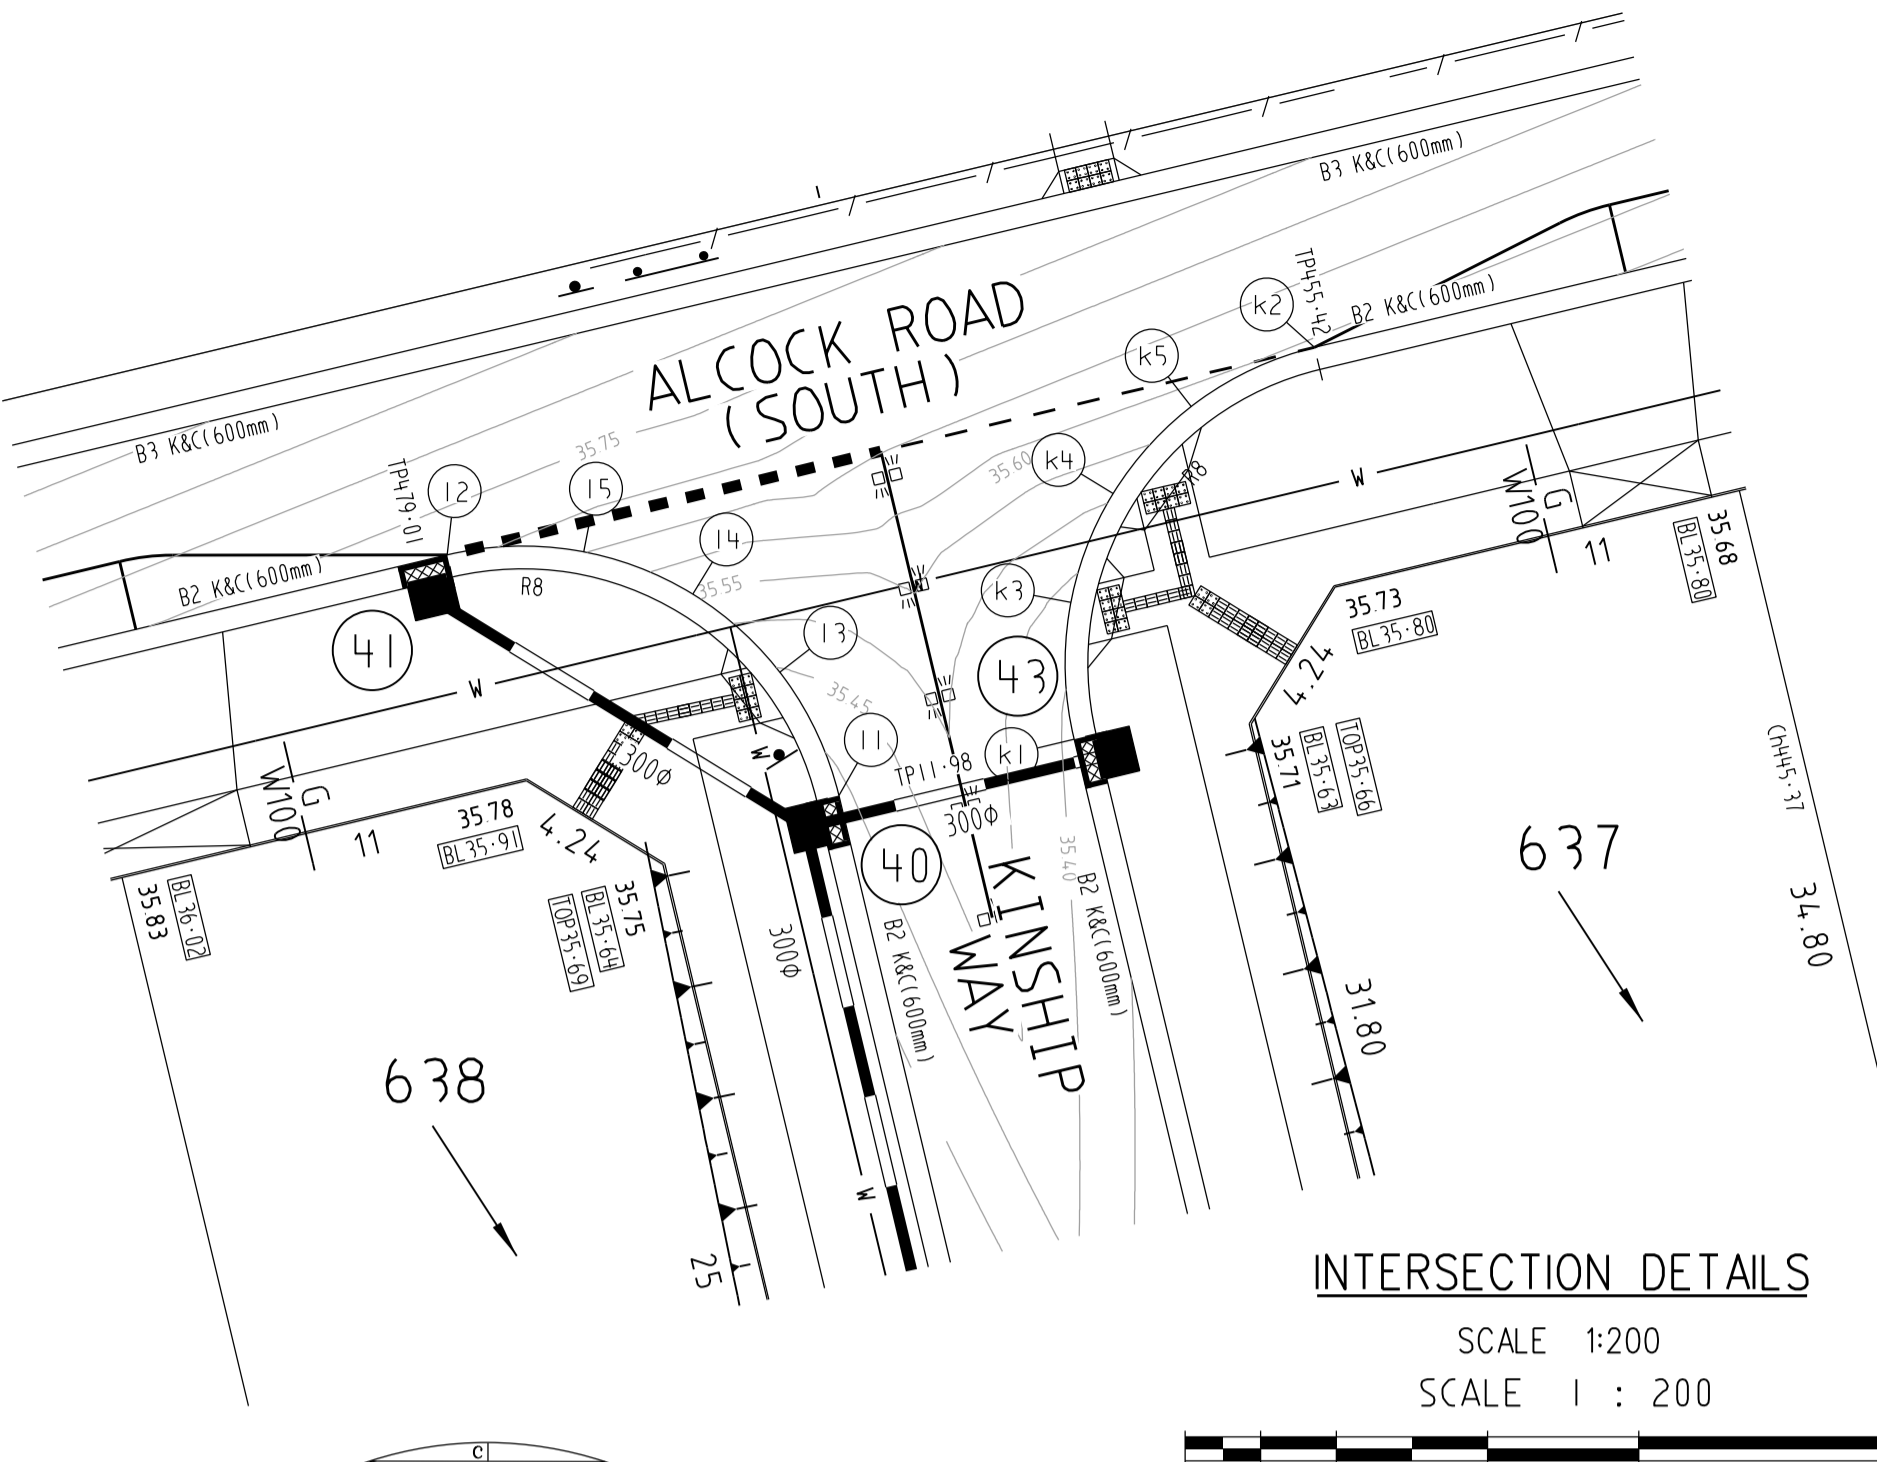 B3 K&C(600mm)
TP455·42
k2
B2 K&C(600mm)
ALCOCK ROAD
(SOUTH)
k5
B3 K&C(600mm)
35.75
35.60
k4
R8
W
TP479·01
12
15
G
W100
11
35.68
BL35·80
14
B2 K&C(600mm)
R8
35.55
k3
35.73
BL35·80
13
41
43
4.24
W
35.45
11
k1
300Φ
W
TP11·98
35.71
BL35·63
TOP35·66
Ch445·37
G
W100
11
35.78
BL35·91
4.24
300Φ
40
35.40
637
35.83
BL36·02
35.75
BL35·64
TOP35·69
300Φ
B2 K&C(600mm)
KINSHIP
WAY
B2 K&C(600mm)
34.80
31.80
638
W
25
INTERSECTION DETAILS
SCALE 1:200
SCALE 1 : 200
c